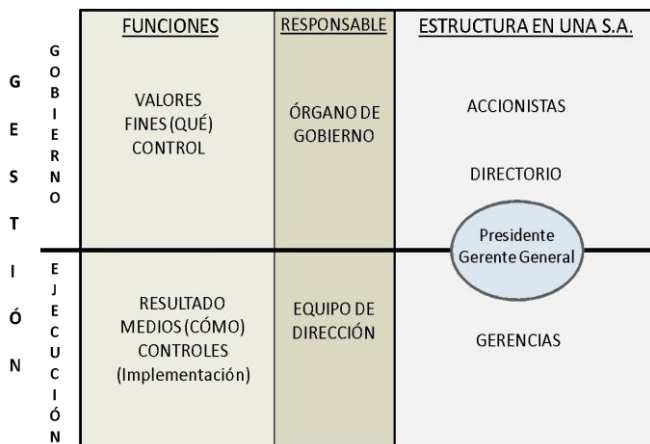 GESTIÓN
GOBIERNO
FUNCIONES
VALORES
FINES (QUÉ)
CONTROL
RESPONSABLE
ÓRGANO DE
GOBIERNO
ESTRUCTURA EN UNA S.A.
ACCIONISTAS
DIRECTORIO
Presidente
Gerente General
EJECUCIÓN
RESULTADO
MEDIOS (CÓMO)
CONTROLES
(Implementación)
EQUIPO DE
DIRECCIÓN
GERENCIAS